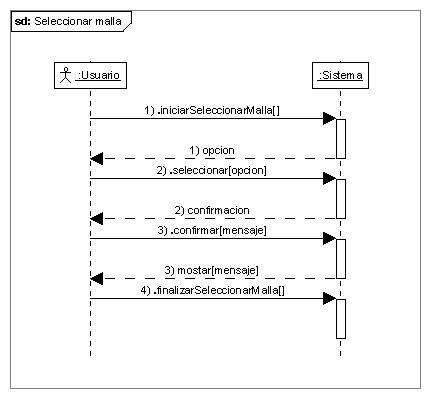 sd: Seleccionar malla
:Usuario
:Sistema
1) .iniciarSeleccionarMalla[]
1) opcion
2) .seleccionar[opcion]
2) confirmacion
3) .confirmar[mensaje]
3) mostar[mensaje]
4) .finalizarSeleccionarMalla[]